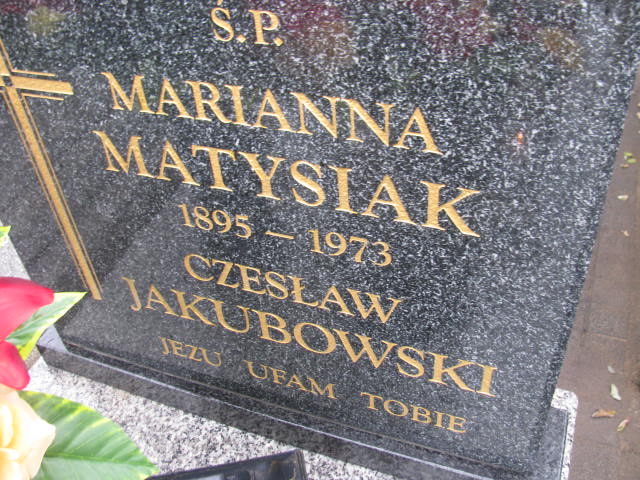 Ś.P.
MARIANNA
MATYSIAK
1895 – 1973
CZESŁAW
JAKUBOWSKI
JEZU UFAM TOBIE